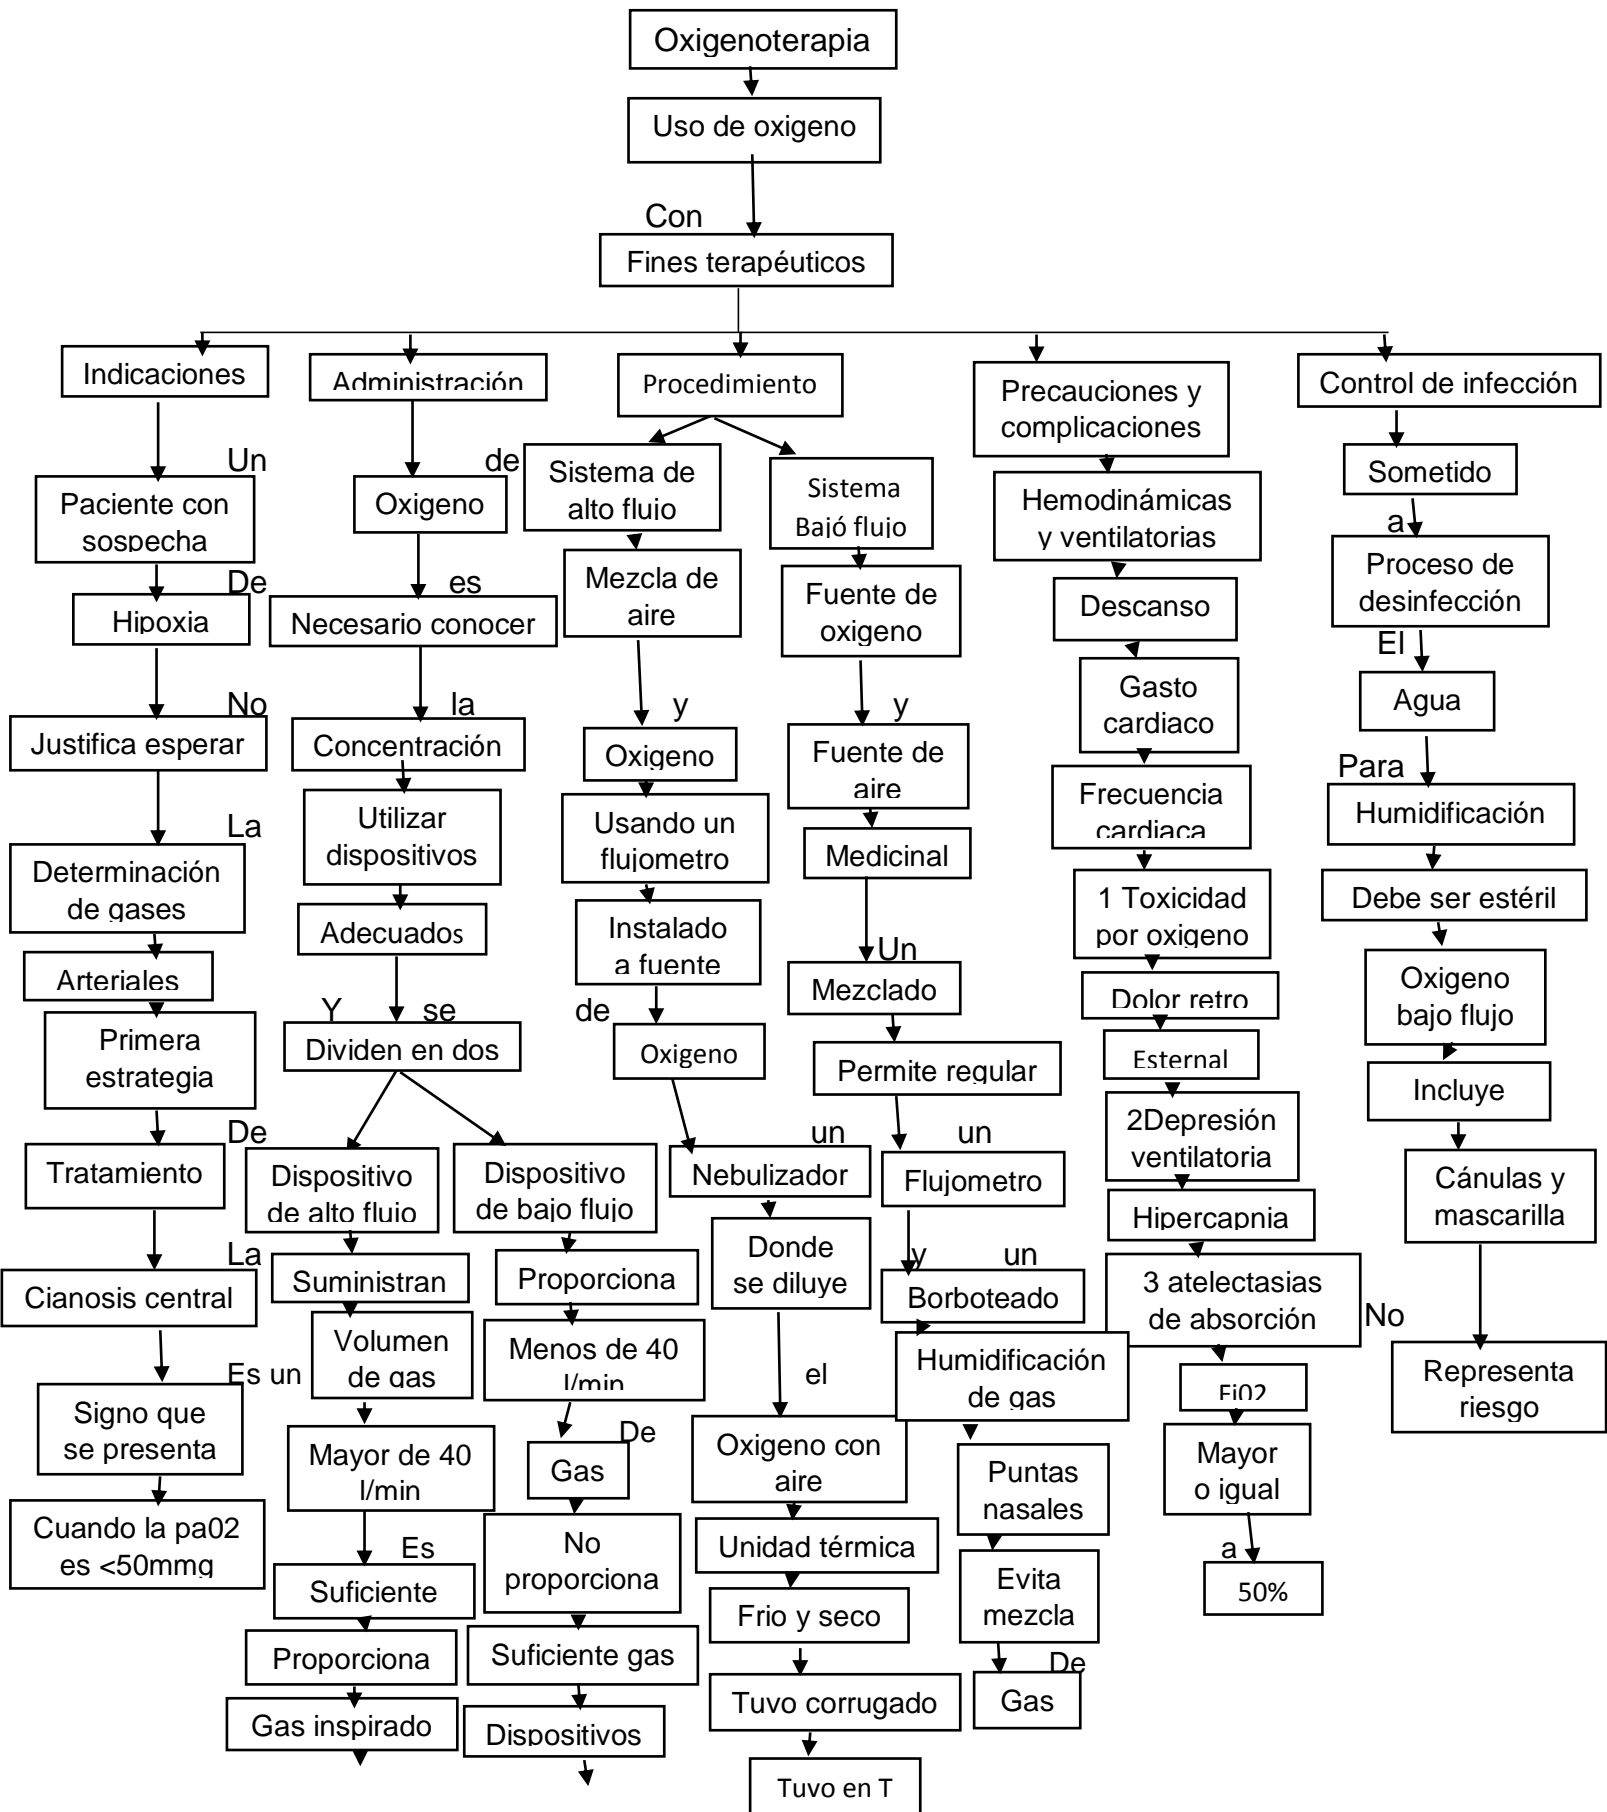 Oxigenoterapia
Uso de oxigeno
Con
Fines terapéuticos
Indicaciones
Un
Paciente con
sospecha
De
Hipoxia
No
Justifica esperar
La
Determinación
de gases
Arteriales
Primera
estrategia
De
Tratamiento
La
Cianosis central
Es un
Signo que
se presenta
Cuando la pa02
es <50mmg
Administración
de
Oxigeno
es
Necesario conocer
la
Concentración
Utilizar
dispositivos
Adecuados
Y se
Dividen en dos
Dispositivo
de alto flujo
Suministran
Volumen
de gas
Mayor de 40
l/min
Es
Suficiente
Proporciona
Gas inspirado
Dispositivo
de bajo flujo
Proporciona
Menos de 40
l/min
De
Gas
No
proporciona
Suficiente gas
Dispositivos
Procedimiento
Sistema de
alto flujo
Mezcla de
aire
y
Oxigeno
Usando un
flujometro
Instalado
a fuente
de
Oxigeno
un
Nebulizador
Donde
se diluye
el
Oxigeno con
aire
Unidad térmica
Frio y seco
Tuvo corrugado
Tuvo en T
Sistema
Bajó flujo
Fuente de
oxigeno
y
Fuente de
aire
Medicinal
Un
Mezclado
Permite regular
un
Flujometro
y un
Borboteado
Humidificación
de gas
Puntas
nasales
Evita
mezcla
De
Gas
Precauciones y
complicaciones
Hemodinámicas
y ventilatorias
Descanso
Gasto
cardiaco
Frecuencia
cardiaca
1 Toxicidad
por oxigeno
Dolor retro
Esternal
2Depresión
ventilatoria
Hipercapnia
3 atelectasias
de absorción
Fi02
Mayor
o igual
a
50%
Control de infección
Sometido
a
Proceso de
desinfección
El
Agua
Para
Humidificación
Debe ser estéril
Oxigeno
bajo flujo
Incluye
Cánulas y
mascarilla
No
Representa
riesgo